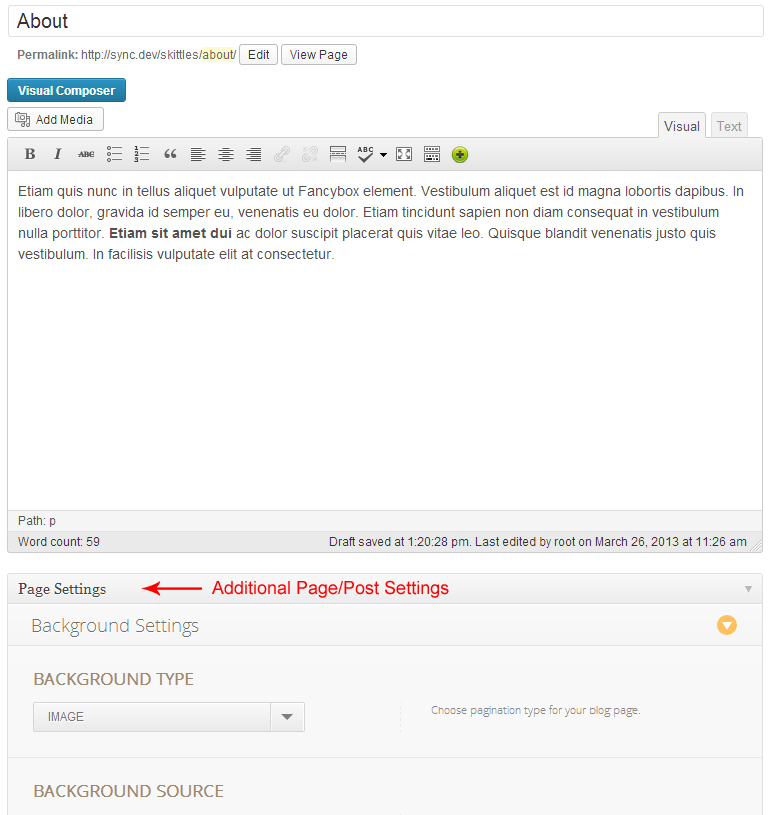 About
Permalink: http://sync.dev/skittles/about/ Edit View Page
Visual Composer
Add Media
Visual Text
B I ABC 1 2 3 “ ABC
Etiam quis nunc in tellus aliquet vulputate ut Fancybox element. Vestibulum aliquet est id magna lobortis dapibus. In
libero dolor, gravida id semper eu, venenatis eu dolor. Etiam tincidunt sapien non diam consequat in vestibulum
nulla porttitor. Etiam sit amet dui ac dolor suscipit placerat quis vitae leo. Quisque blandit venenatis justo quis
vestibulum. In facilisis vulputate elit at consectetur.
Path: p
Word count: 59 Draft saved at 1:20:28 pm. Last edited by root on March 26, 2013 at 11:26 am
Page Settings Additional Page/Post Settings
Background Settings
BACKGROUND TYPE
IMAGE Choose pagination type for your blog page.
BACKGROUND SOURCE